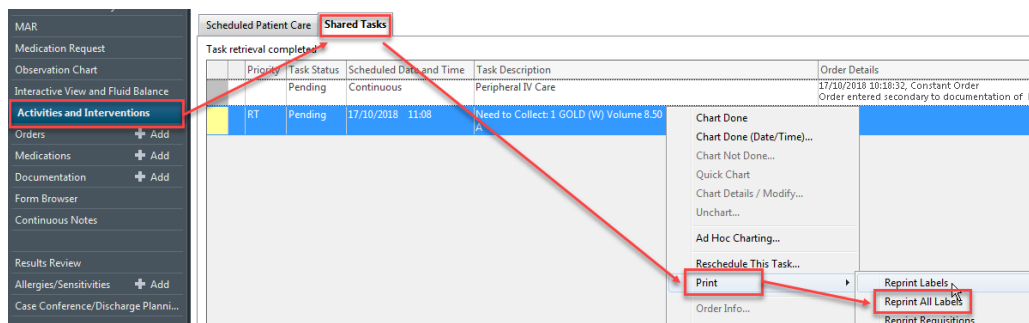 MAR
Medication Request
Observation Chart
Interactive View and Fluid Balance
Activities and Interventions
Orders + Add
Medications + Add
Documentation + Add
Form Browser
Continuous Notes
Results Review
Allergies/Sensitivities + Add
Case Conference/Discharge Planni...
Scheduled Patient Care Shared Tasks
Task retrieval completed
Priority Task Status Scheduled Date and Time Task Description Order Details
Pending Continuous Peripheral IV Care 17/10/2018 10:18:32, Constant Order
Order entered secondary to documentation of
RT Pending 17/10/2018 11:08 Need to Collect: 1 GOLD (W) Volume 8.50
A
Chart Done
Chart Done (Date/Time)...
Chart Not Done...
Quick Chart
Chart Details / Modify...
Unchart...
Ad Hoc Charting...
Reschedule This Task...
Print
Order Info...
Reprint Labels
Reprint All Labels
Reprint Requisitions